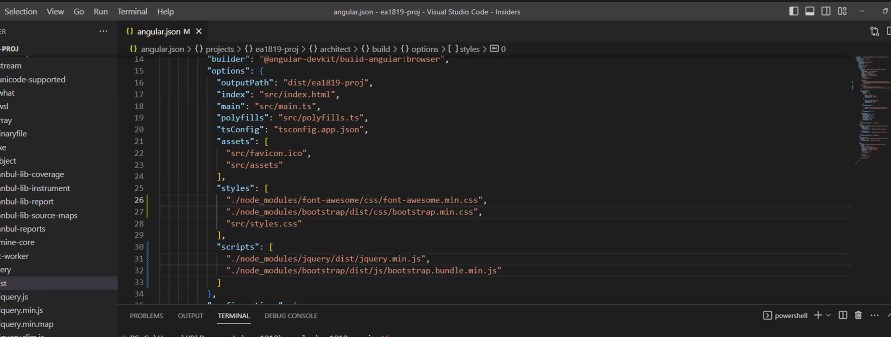 Selection View Go Run Terminal Help
angular.json - ea1819-proj - Visual Studio Code - Insiders
angular.json M
angular.json > {} projects > {} ea1819-proj > {} architect > {} build > {} options > [ ] styles > 0
-PROJ
stream
unicode-supported
what
wsl
rray
inaryfile
xe
bject
anbul-lib-coverage
anbul-lib-instrument
anbul-lib-report
anbul-lib-source-maps
anbul-reports
mine-core
t-worker
ery
st
query.js
query.min.js
query.min.map
14 "builder": "@angular-devkit/build-angular:browser",
15 "options": {
16 "outputPath": "dist/ea1819-proj",
17 "index": "src/index.html",
18 "main": "src/main.ts",
19 "polyfills": "src/polyfills.ts",
20 "tsConfig": "tsconfig.app.json",
21 "assets": [
22 "src/favicon.ico",
23 "src/assets"
24 ],
25 "styles": [
26 "./node_modules/font-awesome/css/font-awesome.min.css",
27 "./node_modules/bootstrap/dist/css/bootstrap.min.css",
28 "src/styles.css"
29 ],
30 "scripts": [
31 "./node_modules/jquery/dist/jquery.min.js",
32 "./node_modules/bootstrap/dist/js/bootstrap.bundle.min.js"
33 ]
34 },
PROBLEMS OUTPUT TERMINAL DEBUG CONSOLE
powershell